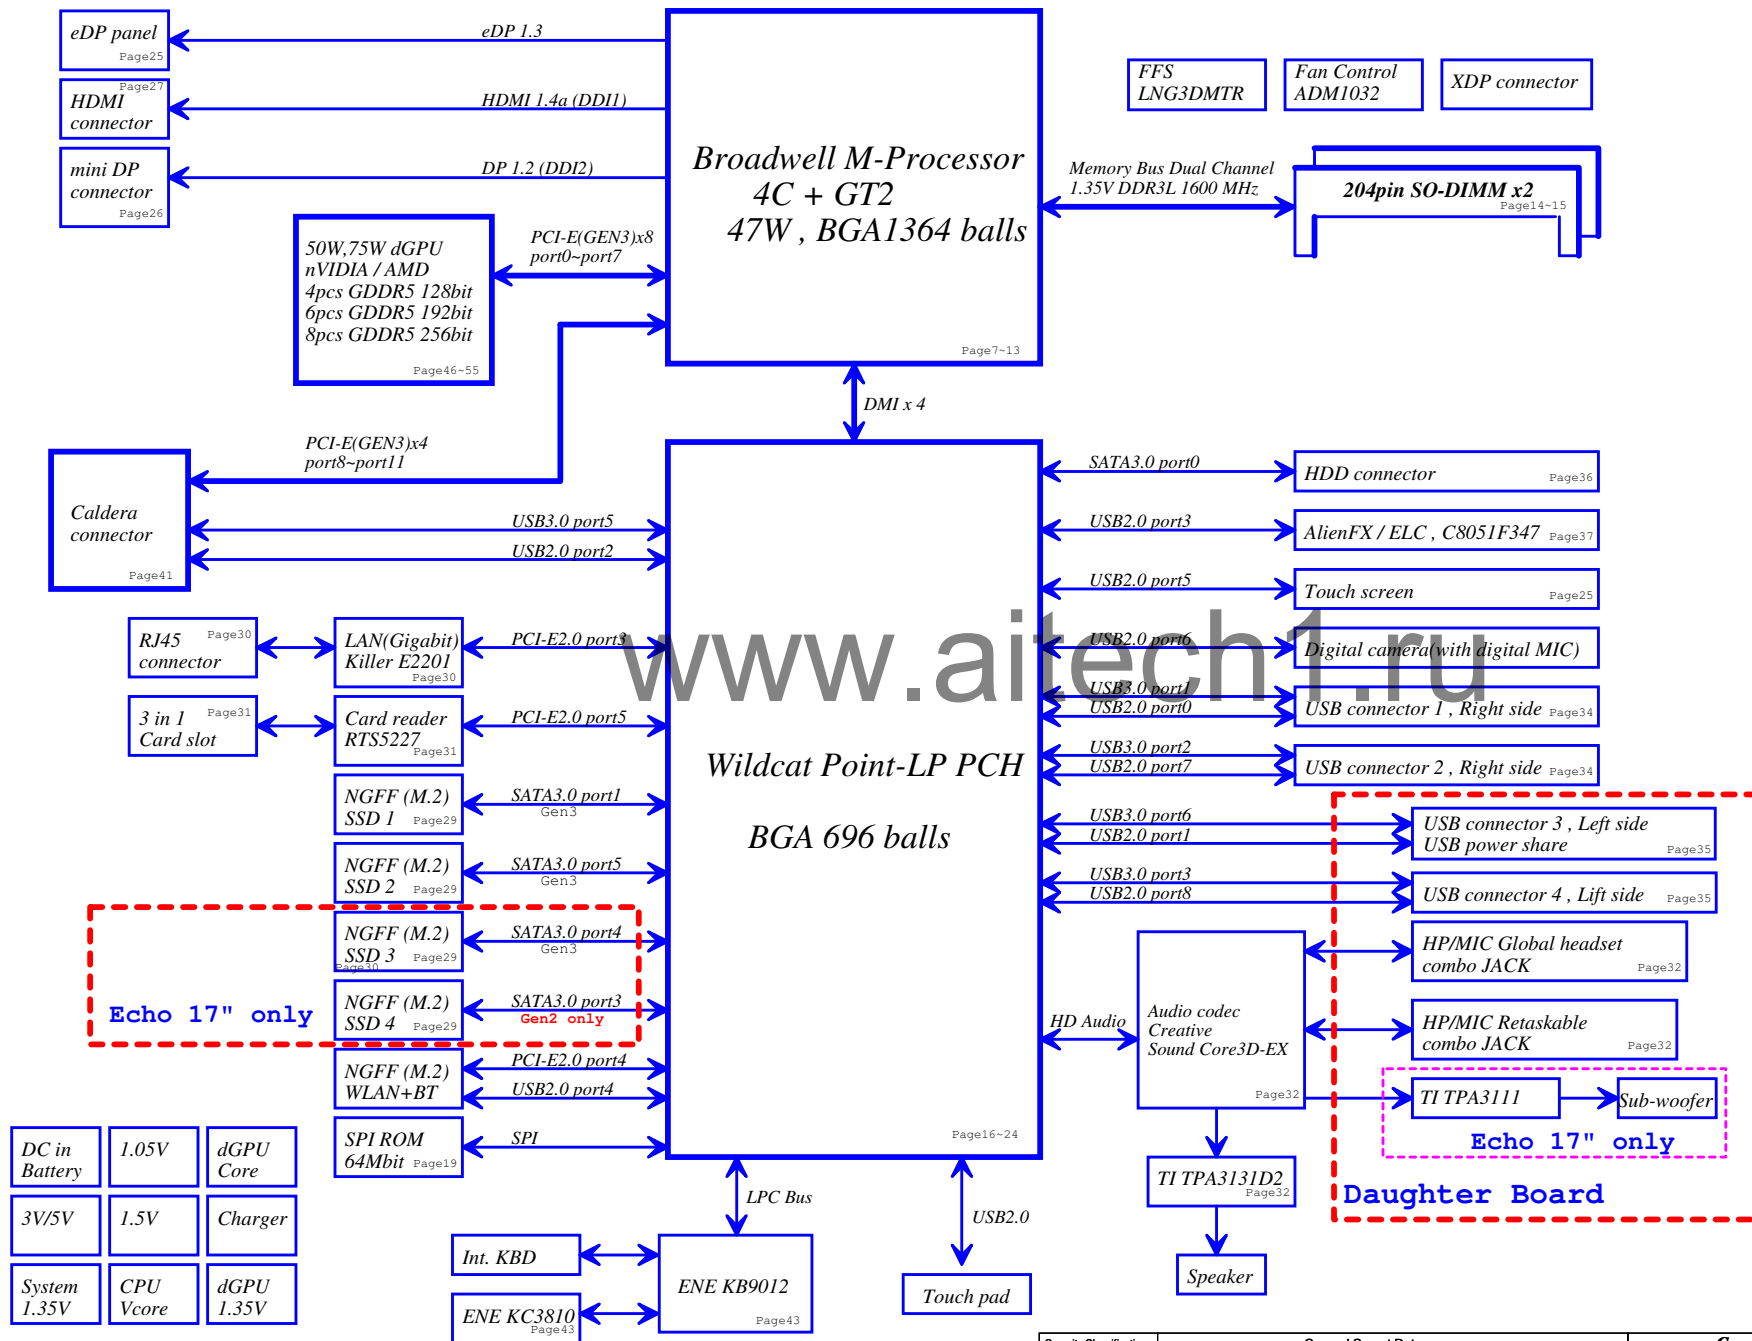 eDP panel
Page25
eDP 1.3
Page27
HDMI
connector
HDMI 1.4a (DDI1)
mini DP
connector
Page26
DP 1.2 (DDI2)
50W,75W dGPU
nVIDIA / AMD
4pcs GDDR5 128bit
6pcs GDDR5 192bit
8pcs GDDR5 256bit
Page46~55
PCI-E(GEN3)x8
port0~port7
Broadwell M-Processor
4C + GT2
47W , BGA1364 balls
Page7~13
FFS
LNG3DMTR
Fan Control
ADM1032
XDP connector
Memory Bus Dual Channel
1.35V DDR3L 1600 MHz
204pin SO-DIMM x2
Page14~15
DMI x 4
PCI-E(GEN3)x4
port8~port11
Caldera
connector
Page41
USB3.0 port5
USB2.0 port2
RJ45
connector
Page30
LAN(Gigabit)
Killer E2201
Page30
PCI-E2.0 port3
3 in 1
Card slot
Page31
Card reader
RTS5227
Page31
PCI-E2.0 port5
NGFF (M.2)
SSD 1
Page29
SATA3.0 port1
Gen3
NGFF (M.2)
SSD 2
Page29
SATA3.0 port5
Gen3
NGFF (M.2)
SSD 3
Page29
Page30
SATA3.0 port4
Gen3
Echo 17" only
NGFF (M.2)
SSD 4
Page29
SATA3.0 port3
Gen2 only
NGFF (M.2)
WLAN+BT
PCI-E2.0 port4
USB2.0 port4
SPI ROM
64Mbit
Page19
SPI
Wildcat Point-LP PCH
BGA 696 balls
Page16~24
www.aitech1.ru
SATA3.0 port0
HDD connector
Page36
USB2.0 port3
AlienFX / ELC , C8051F347
Page37
USB2.0 port5
Touch screen
Page25
USB2.0 port6
Digital camera(with digital MIC)
USB3.0 port1
USB2.0 port0
USB connector 1 , Right side
Page34
USB3.0 port2
USB2.0 port7
USB connector 2 , Right side
Page34
USB3.0 port6
USB2.0 port1
USB connector 3 , Left side
USB power share
Page35
USB3.0 port3
USB2.0 port8
USB connector 4 , Lift side
Page35
HD Audio
Audio codec
Creative
Sound Core3D-EX
Page32
HP/MIC Global headset
combo JACK
Page32
HP/MIC Retaskable
combo JACK
Page32
TI TPA3111
Sub-woofer
Echo 17" only
Daughter Board
TI TPA3131D2
Page32
Speaker
DC in
Battery
1.05V
dGPU
Core
3V/5V
1.5V
Charger
System
1.35V
CPU
Vcore
dGPU
1.35V
LPC Bus
USB2.0
Int. KBD
ENE KC3810
Page43
ENE KB9012
Page43
Touch pad